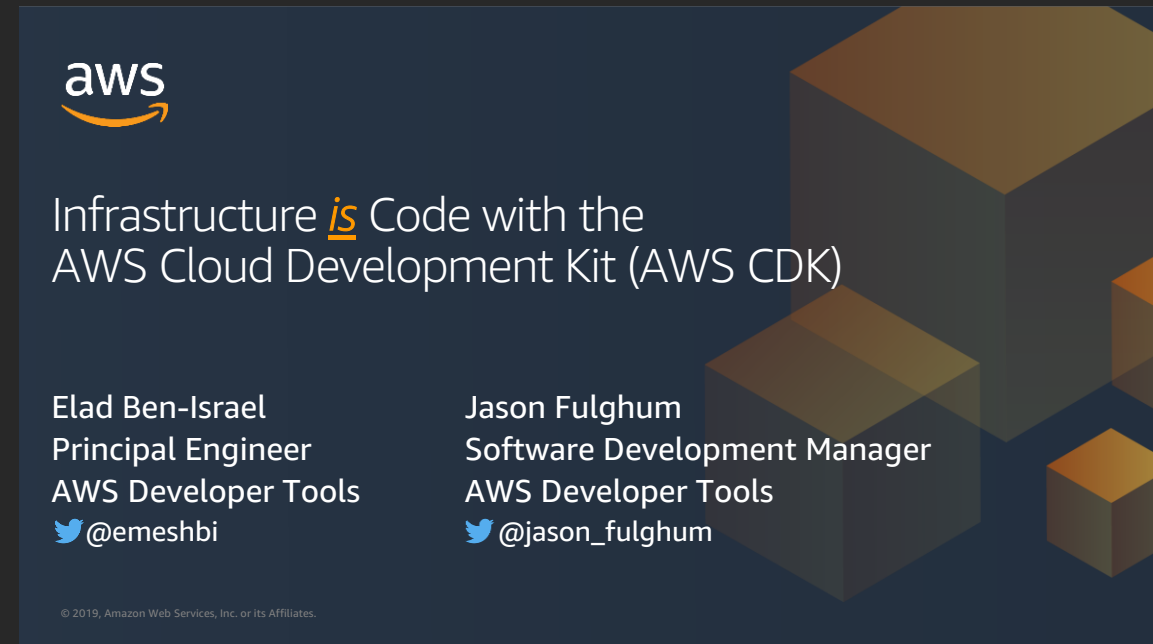 aws
Infrastructure is Code with the
AWS Cloud Development Kit (AWS CDK)
Elad Ben-Israel
Principal Engineer
AWS Developer Tools
@emeshbi
Jason Fulghum
Software Development Manager
AWS Developer Tools
@jason_fulghum
© 2019, Amazon Web Services, Inc. or its Affiliates.